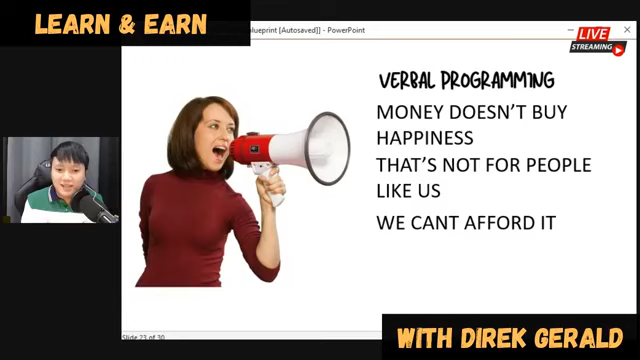 LEARN & EARN
lueprint [Autosaved]] - PowerPoint
LIVE
STREAMING
VERBAL PROGRAMMING
MONEY DOESN'T BUY
HAPPINESS
THAT'S NOT FOR PEOPLE
LIKE US
WE CANT AFFORD IT
Slide 23 of 30
WITH DIREK GERALD